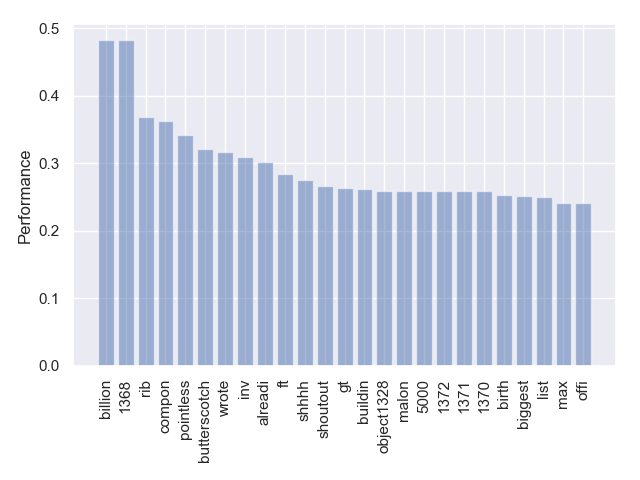 0.5
0.4
0.3
0.2
0.1
0.0
Performance
billion
1368
rib
compon
pointless
butterscotch
wrote
inv
alreadi
ft
shhhh
shoutout
gt
buildin
object1328
malon
5000
1372
1371
1370
birth
biggest
list
max
offi